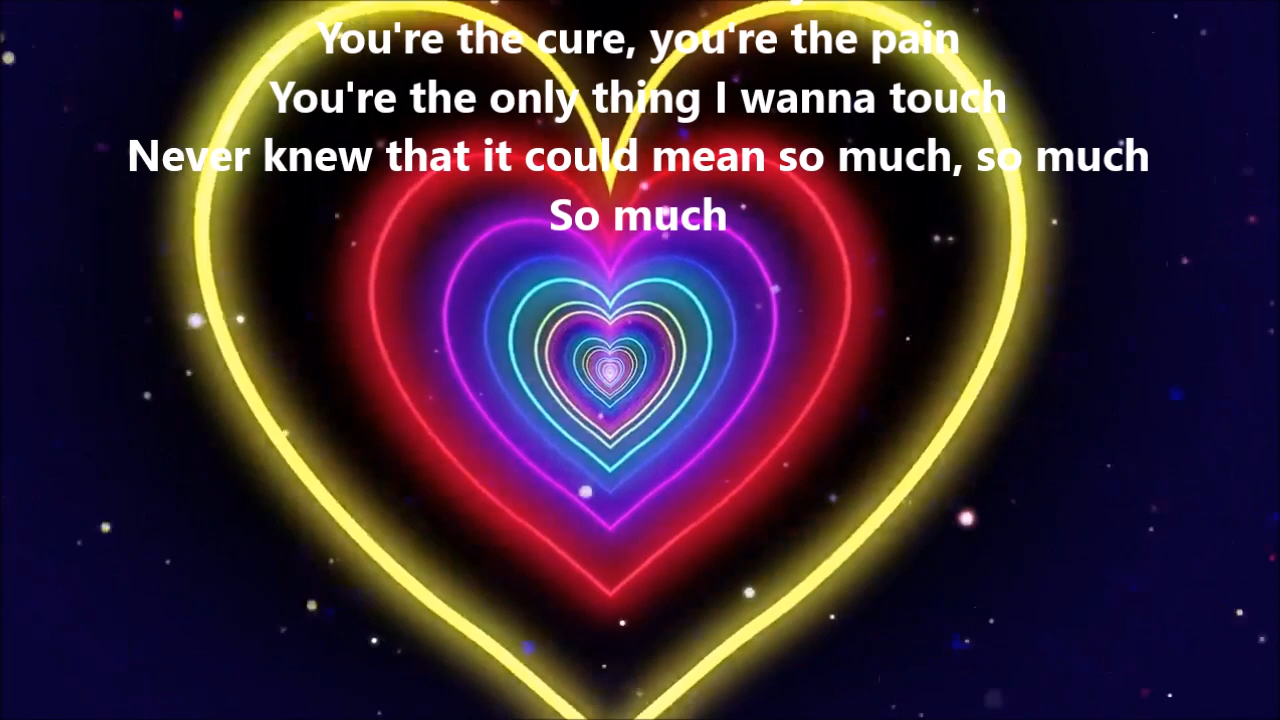 You're the cure, you're the pain
You're the only thing I wanna touch
Never knew that it could mean so much, so much
So much